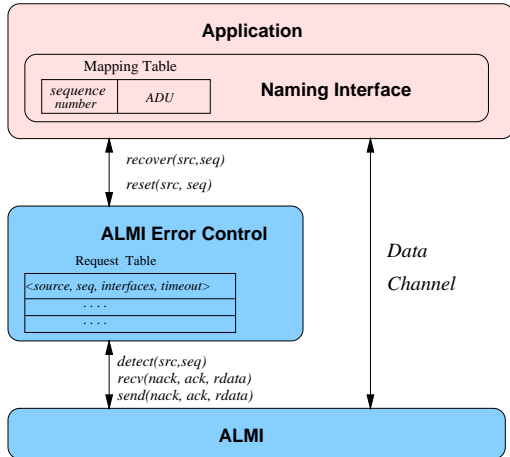 Application
Mapping Table
sequence
number
ADU
Naming Interface
recover(src,seq)
reset(src, seq)
ALMI Error Control
Request Table
<source, seq, interfaces, timeout>
. . . .
. . . .
Data
Channel
detect(src,seq)
recv(nack, ack, rdata)
send(nack, ack, rdata)
ALMI